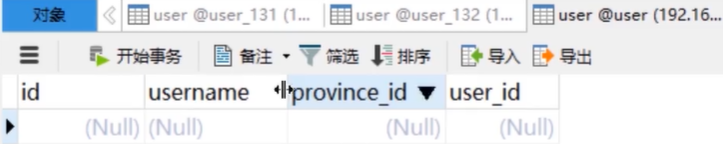 对象 user @user_131 (1... user @user_132 (1... user @user (192.16...
开始事务 备注 筛选 排序 导入 导出
id username province_id user_id
(Null) (Null) (Null) (Null)